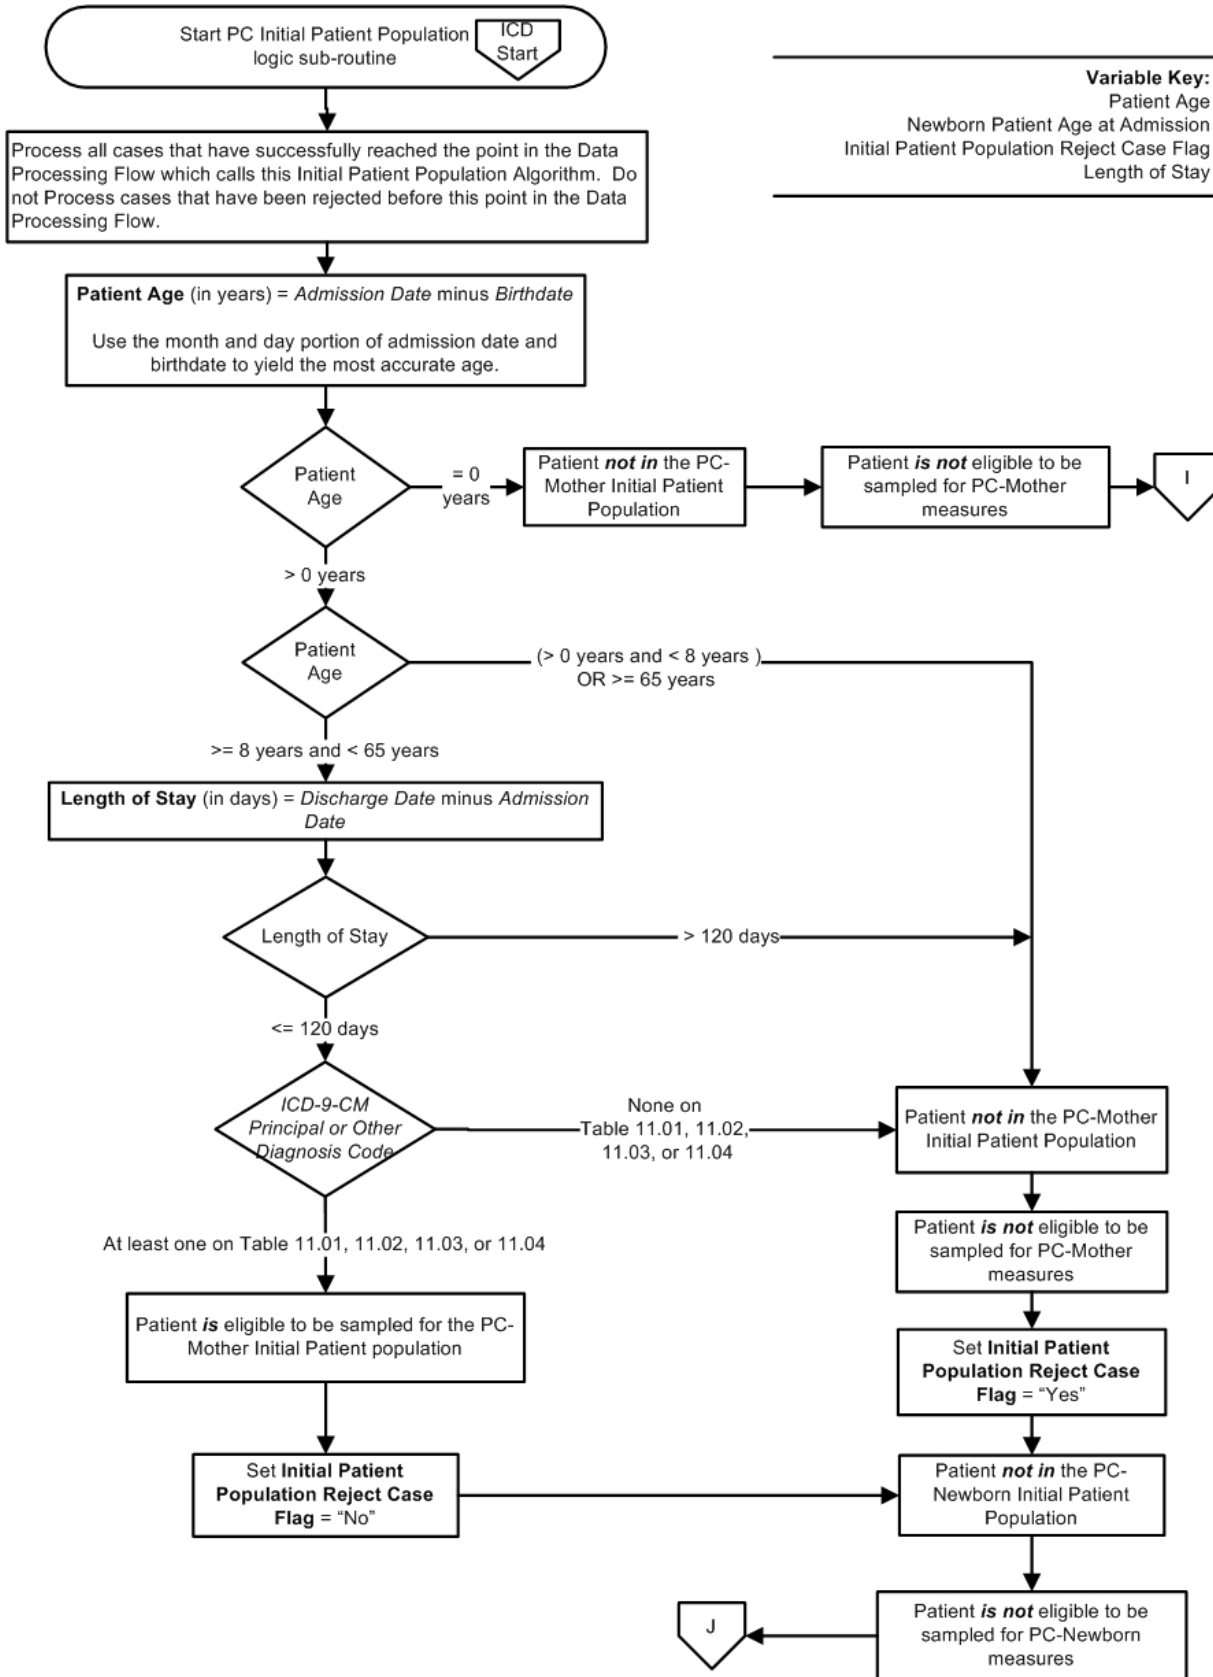 Start PC Initial Patient Population
logic sub-routine
ICD
Start
Variable Key:
Patient Age
Newborn Patient Age at Admission
Initial Patient Population Reject Case Flag
Length of Stay
Process all cases that have successfully reached the point in the Data
Processing Flow which calls this Initial Patient Population Algorithm. Do
not Process cases that have been rejected before this point in the Data
Processing Flow.
Patient Age (in years) = Admission Date minus Birthdate
Use the month and day portion of admission date and
birthdate to yield the most accurate age.
Patient
Age
= 0
years
Patient not in the PC-
Mother Initial Patient
Population
Patient is not eligible to be
sampled for PC-Mother
measures
I
> 0 years
Patient
Age
(> 0 years and < 8 years )
OR >= 65 years
>= 8 years and < 65 years
Length of Stay (in days) = Discharge Date minus Admission
Date
Length of Stay
> 120 days
<= 120 days
ICD-9-CM
Principal or Other
Diagnosis Code
None on
Table 11.01, 11.02,
11.03, or 11.04
Patient not in the PC-Mother
Initial Patient Population
At least one on Table 11.01, 11.02, 11.03, or 11.04
Patient is not eligible to be
sampled for PC-Mother
measures
Patient is eligible to be sampled for the PC-
Mother Initial Patient population
Set Initial Patient
Population Reject Case
Flag = “Yes”
Set Initial Patient
Population Reject Case
Flag = “No”
Patient not in the PC-
Newborn Initial Patient
Population
J
Patient is not eligible to be
sampled for PC-Newborn
measures